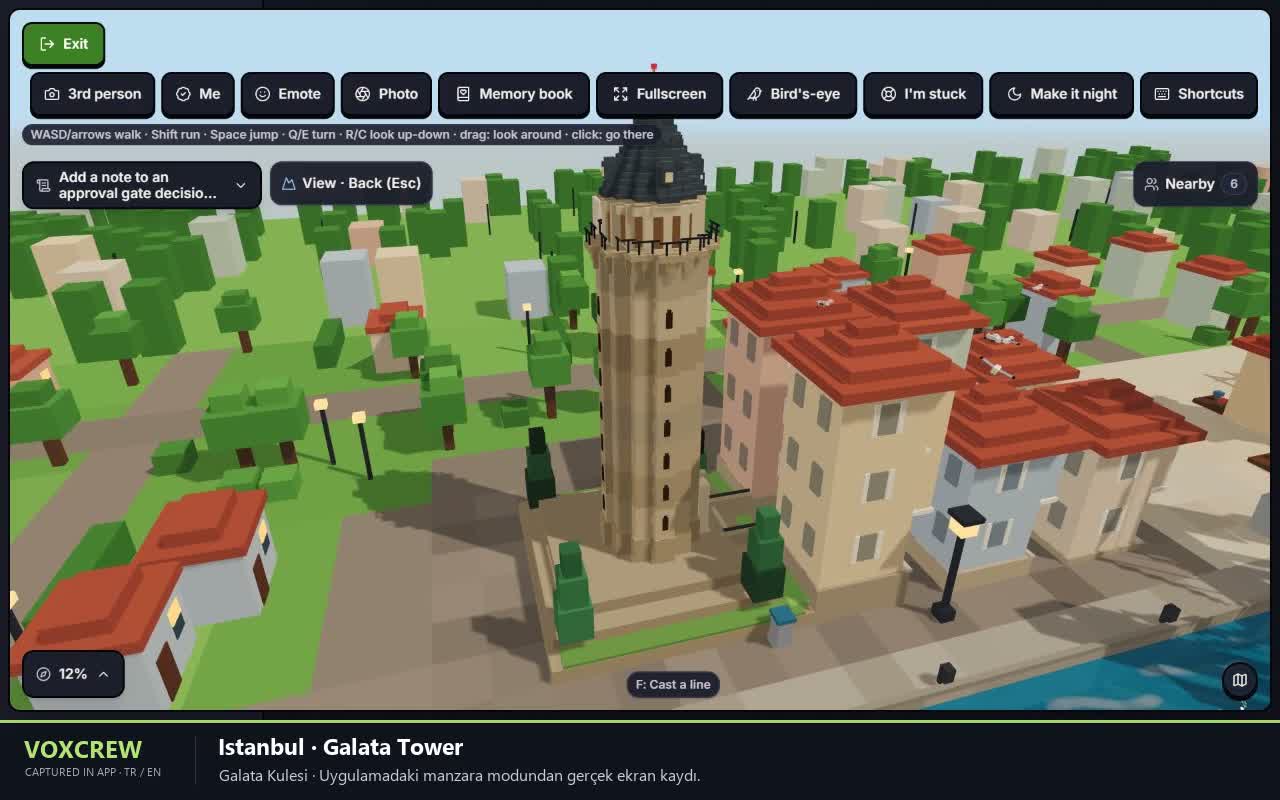 Exit
3rd person
Me
Emote
Photo
Memory book
Fullscreen
Bird's-eye
I'm stuck
Make it night
Shortcuts
WASD/arrows walk · Shift run · Space jump · Q/E turn · R/C look up-down · drag: look around · click: go there
Add a note to an
approval gate decisio...
View · Back (Esc)
Nearby 6
12%
F: Cast a line
VOXCREW
CAPTURED IN APP · TR / EN
Istanbul · Galata Tower
Galata Kulesi · Uygulamadaki manzara modundan gerçek ekran kaydı.